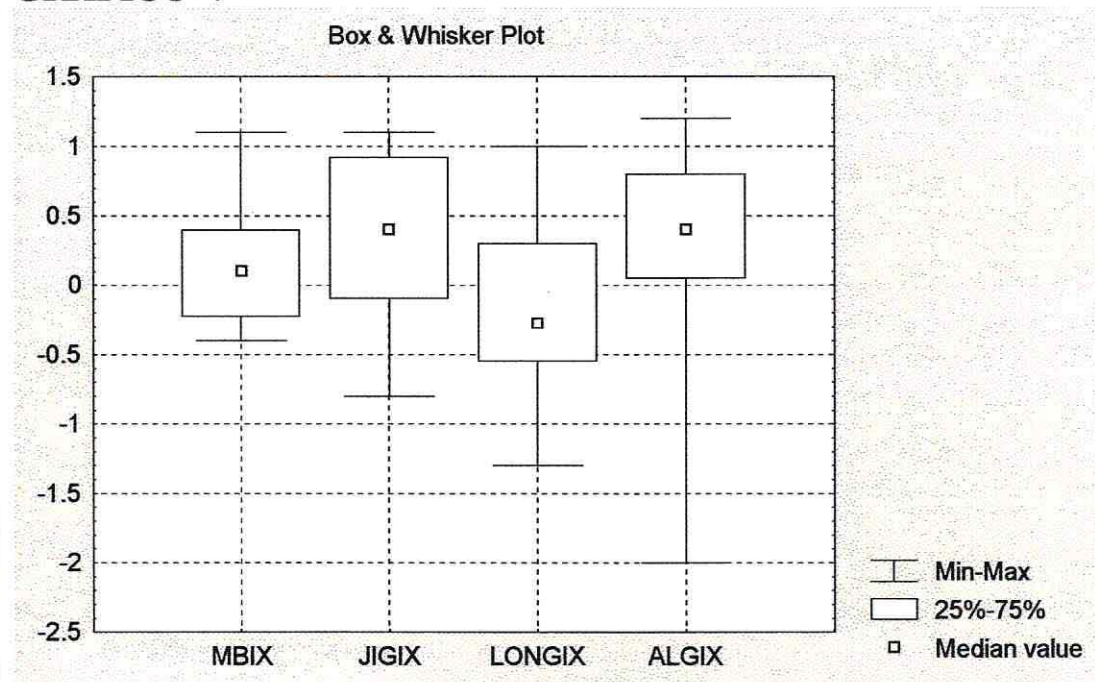 Box & Whisker Plot
1.5
1
0.5
0
-0.5
-1
-1.5
-2
-2.5
MBIX JIGIX LONGIX ALGIX
Min-Max
25%-75%
Median value